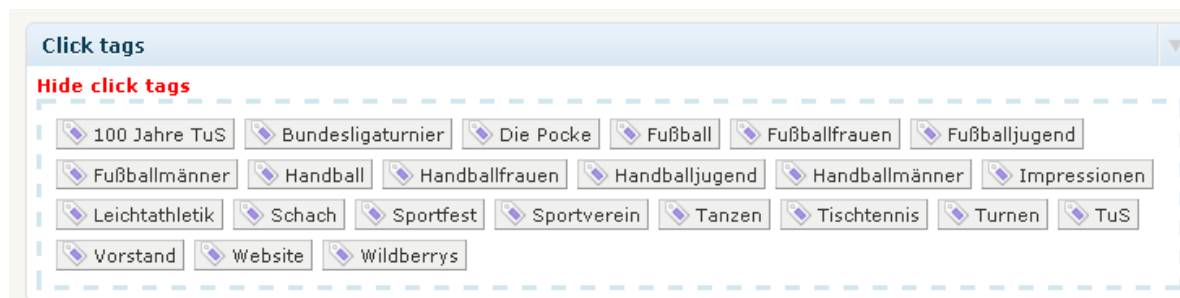 Click tags
Hide click tags
100 Jahre TuS Bundesligaturnier Die Pocke Fußball Fußballfrauen Fußballjugend
Fußballmänner Handball Handballfrauen Handballjugend Handballmänner Impressionen
Leichtathletik Schach Sportfest Sportverein Tanzen Tischtennis Turnen TuS
Vorstand Website Wildberrys